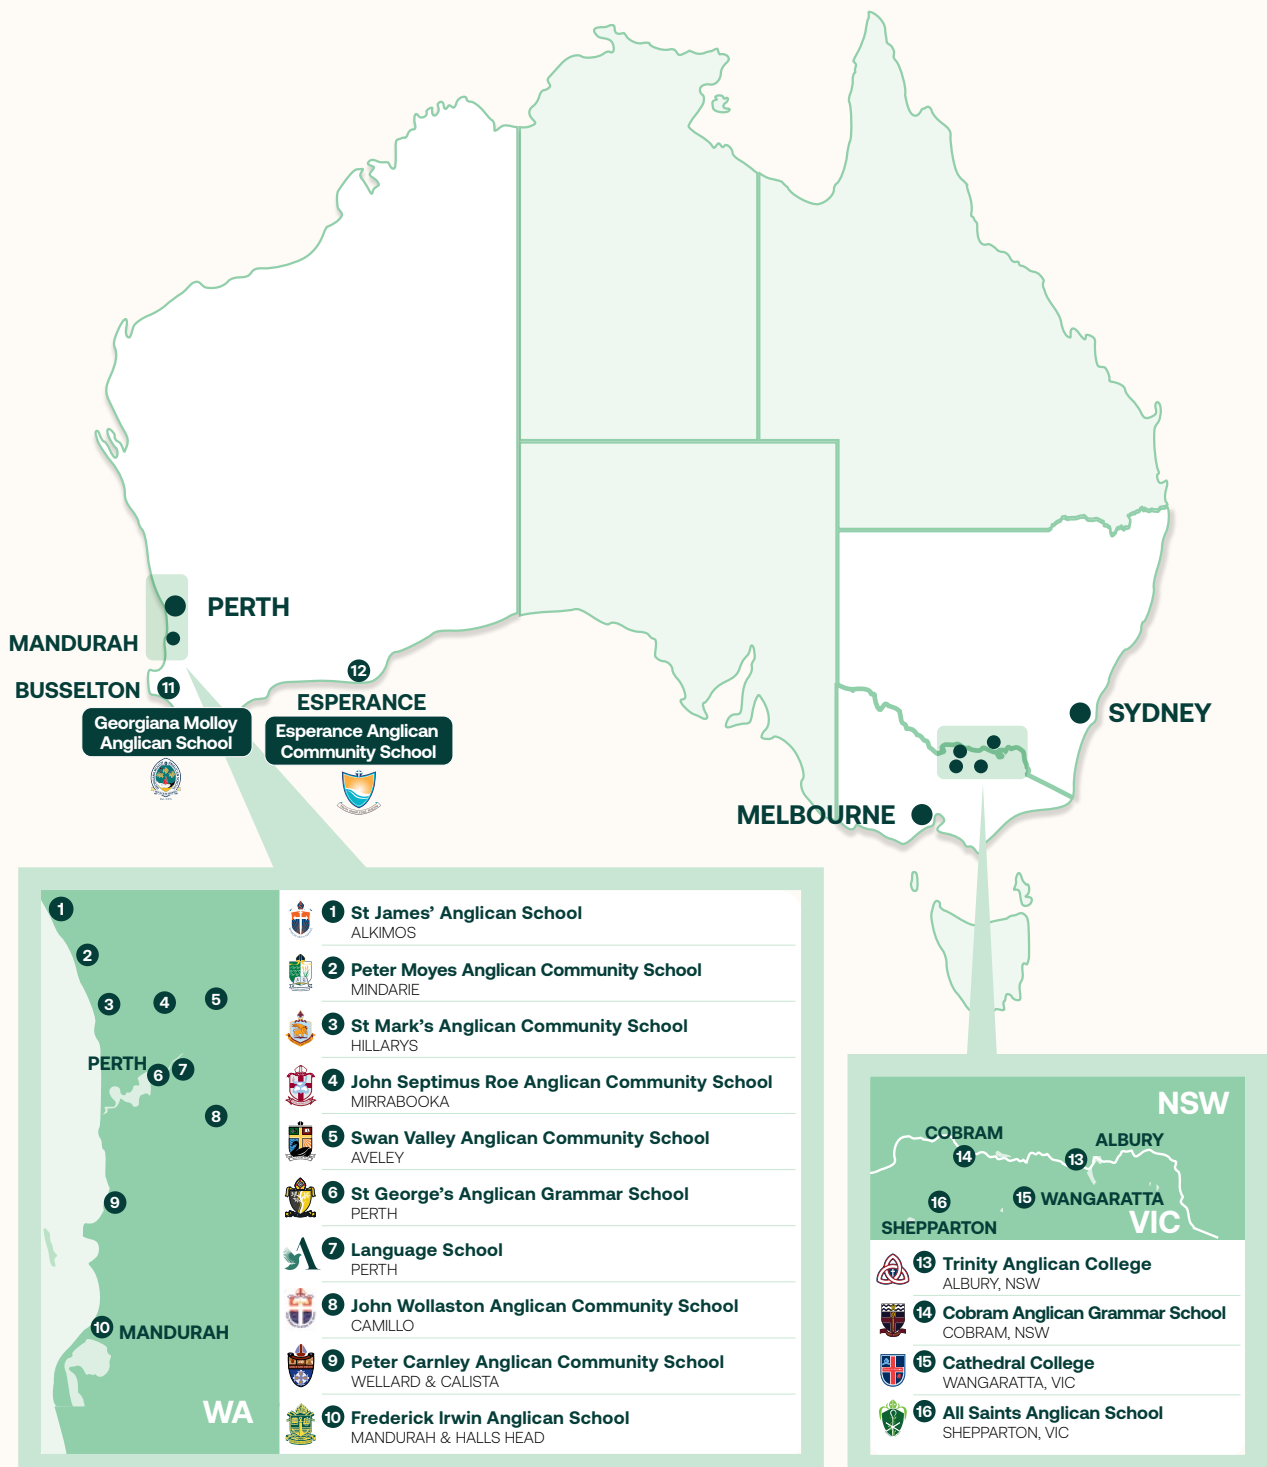 PERTH
MANDURAH
BUSSELTON
11
Georgiana Molloy
Anglican School
12
ESPERANCE
Esperance Anglican
Community School
SYDNEY
MELBOURNE
1
2
3
4
5
PERTH
6
7
8
9
10
MANDURAH
WA
1 St James’ Anglican School
ALKIMOS
2 Peter Moyes Anglican Community School
MINDARIE
3 St Mark’s Anglican Community School
HILLARYS
4 John Septimus Roe Anglican Community School
MIRRABOOKA
5 Swan Valley Anglican Community School
AVELEY
6 St George’s Anglican Grammar School
PERTH
7 Language School
PERTH
8 John Wollaston Anglican Community School
CAMILLO
9 Peter Carnley Anglican Community School
WELLARD & CALISTA
10 Frederick Irwin Anglican School
MANDURAH & HALLS HEAD
NSW
COBRAM
14
ALBURY
13
16
SHEPPARTON
15 WANGARATTA
VIC
13 Trinity Anglican College
ALBURY, NSW
14 Cobram Anglican Grammar School
COBRAM, NSW
15 Cathedral College
WANGARATTA, VIC
16 All Saints Anglican School
SHEPPARTON, VIC